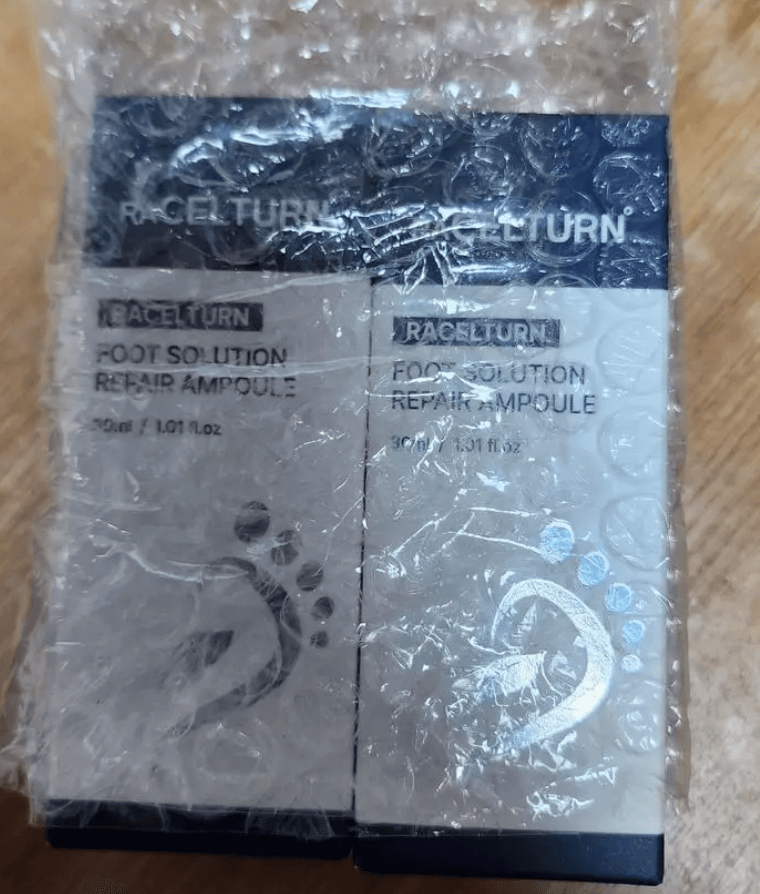 RACELTURN
RACELTURN
FOOT SOLUTION
REPAIR AMPOULE
30ml / 1.01 fl.oz
RACELTURN
RACELTURN
FOOT SOLUTION
REPAIR AMPOULE
30ml / 1.01 fl.oz